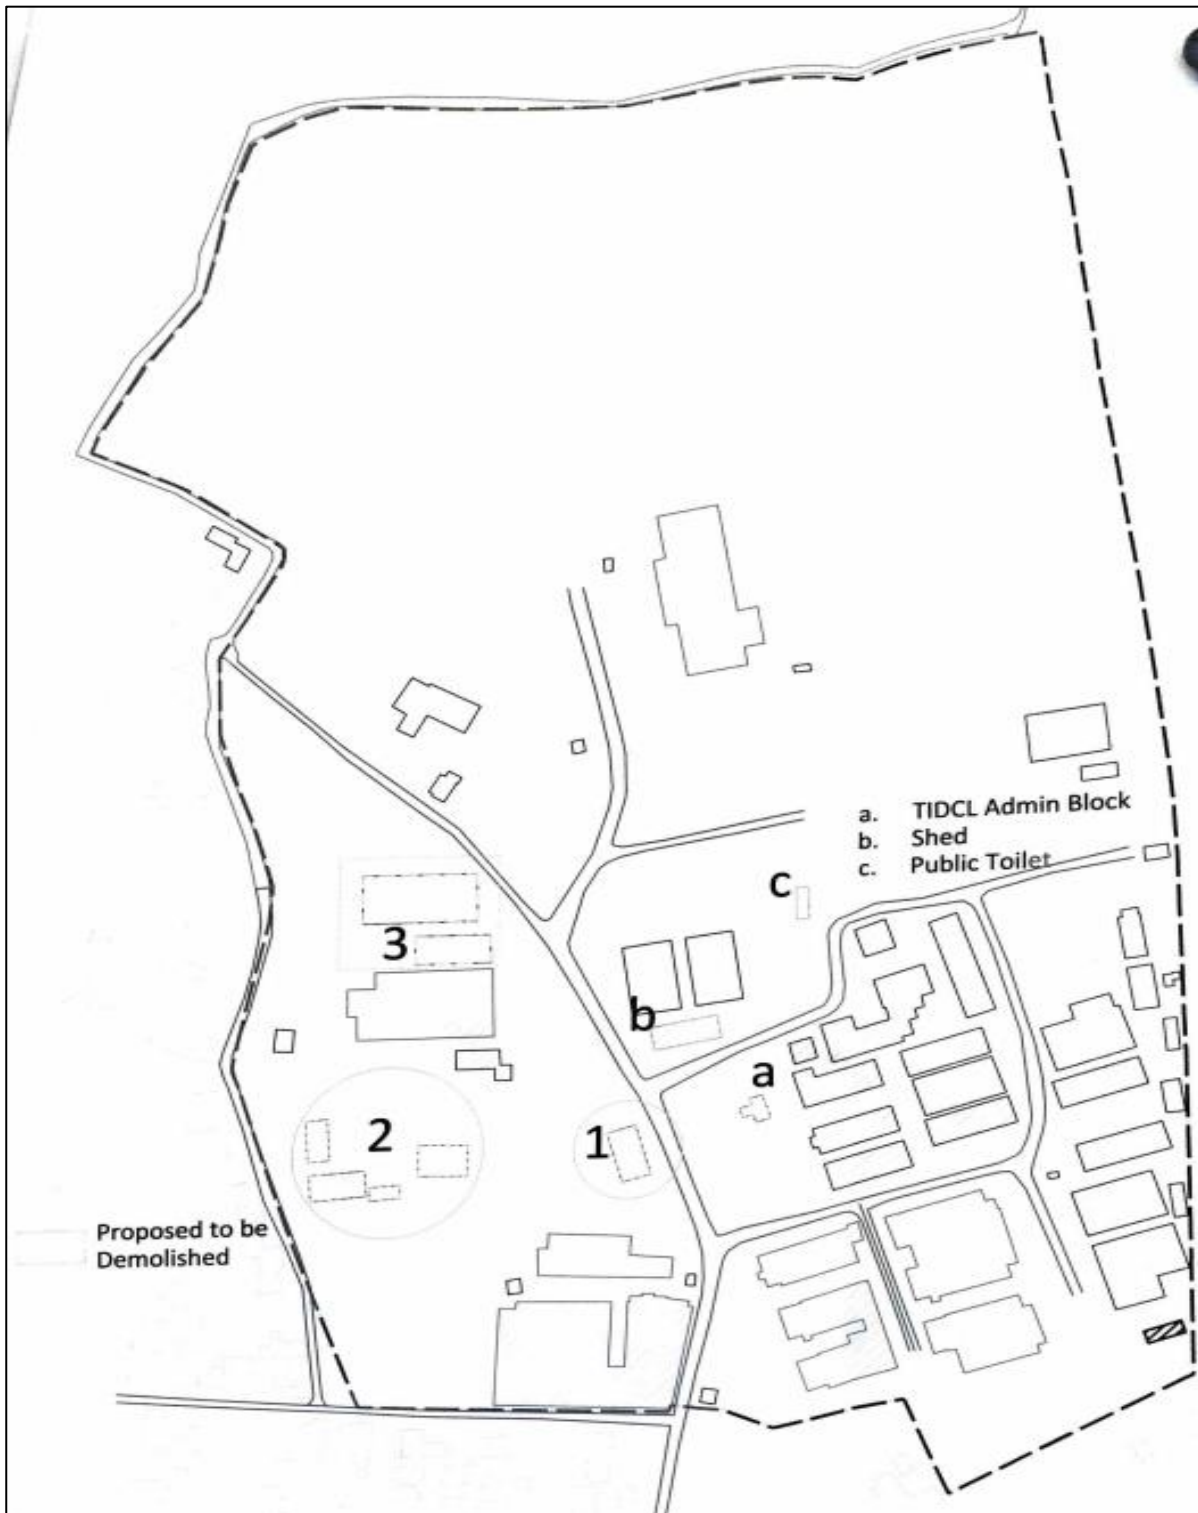 a. TIDCL Admin Block
b. Shed
c. Public Toilet
c
3
b
a
2
1
Proposed to be
Demolished